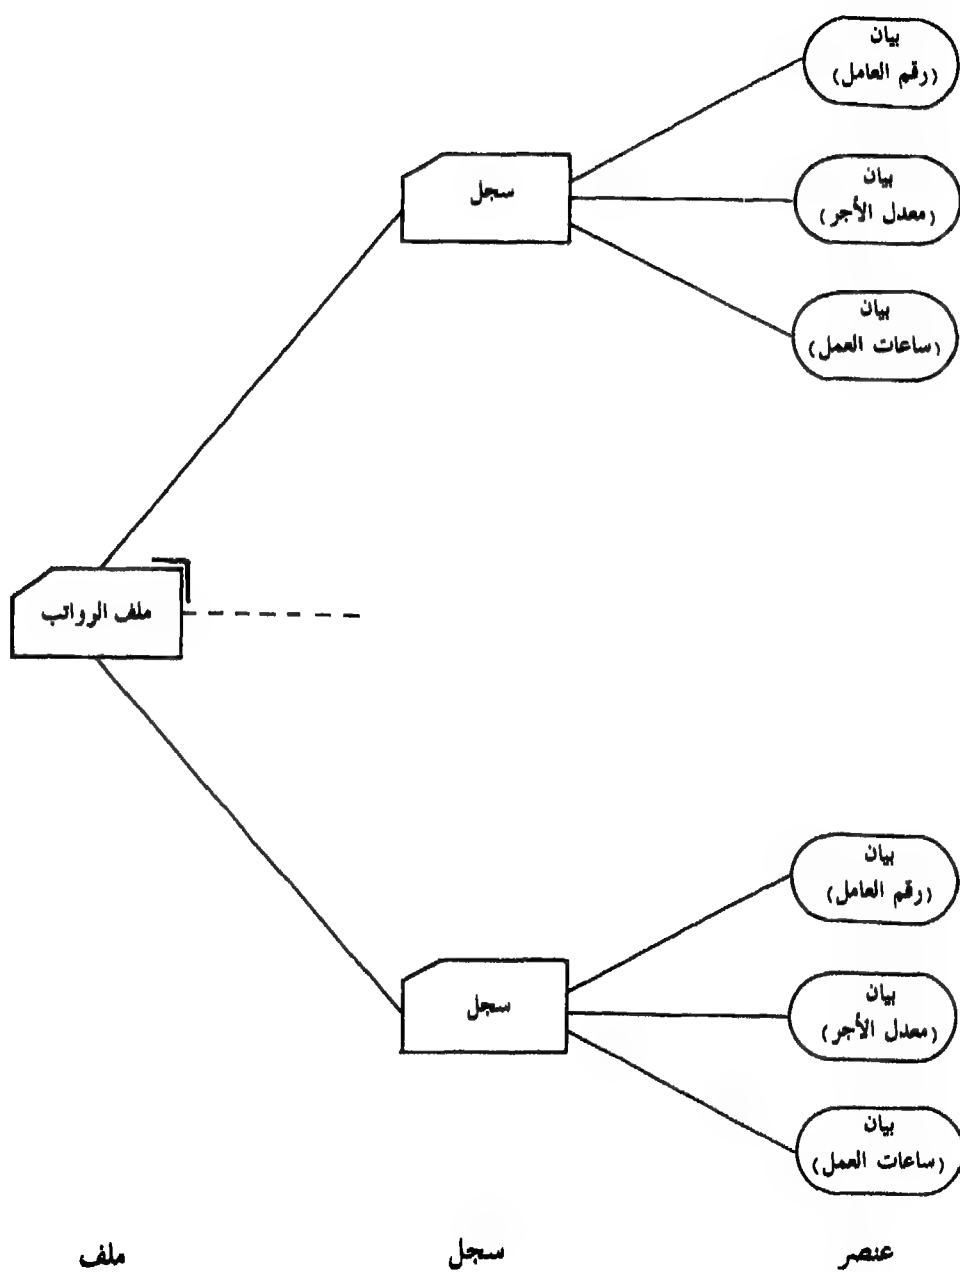 بيان
(رقم العامل)
سجل
بيان
(معدل الأجر)
بيان
(ساعات العمل)
ملف الرواتب
بيان
(رقم العامل)
سجل
بيان
(معدل الأجر)
بيان
(ساعات العمل)
عنصر
سجل
ملف